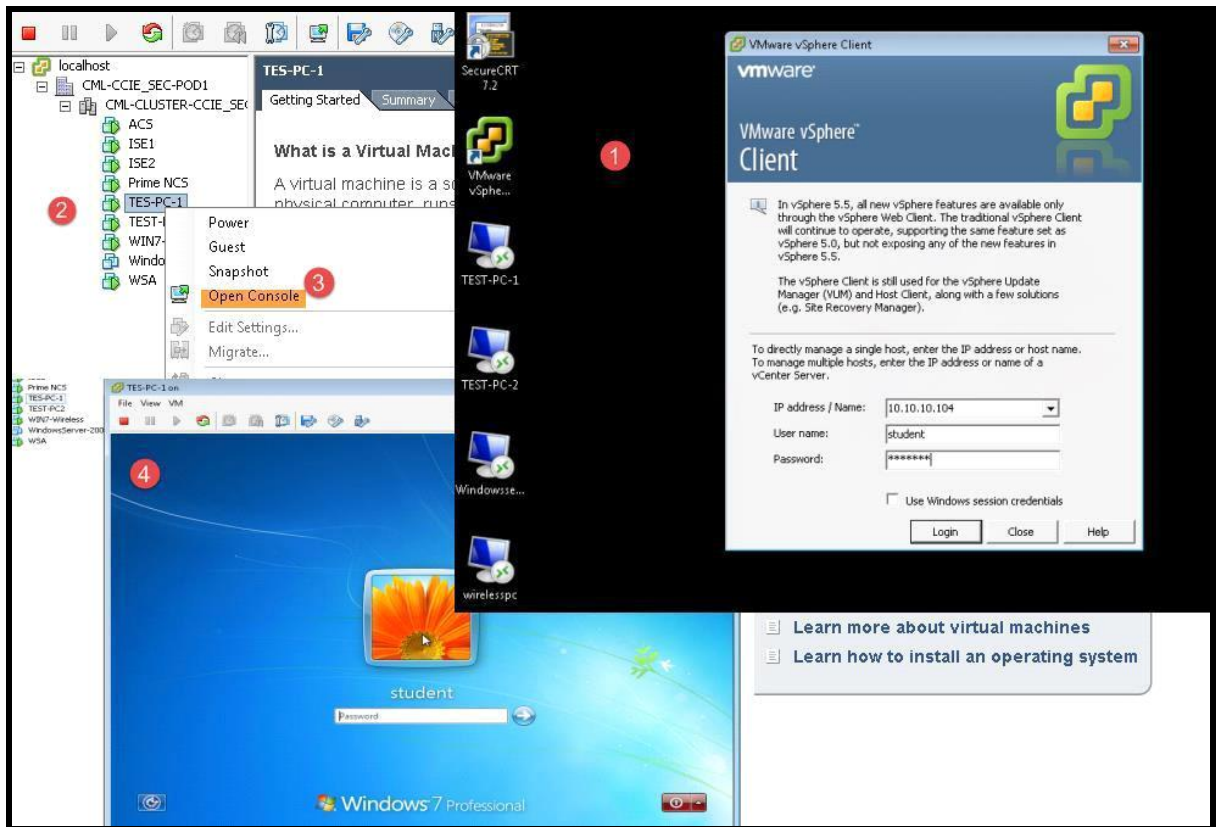 localhost
CML-CCIE_SEC-POD1
CML-CLUSTER-CCIE_SE
ACS
ISE1
ISE2
Prime NCS
TES-PC-1
TEST-
WIN7-
Windo
WSA
2
TES-PC-1
Getting Started
Summary
What is a Virtual Mac
A virtual machine is a
physical computer, runs
Power
Guest
Snapshot
Open Console
3
Edit Settings...
Migrate...
Prime NCS
TES-PC-1
TEST-PC2
WIN7-Wireless
WindowsServer-200
WSA
TES-PC-1 on
File View VM
4
student
Password
Windows 7 Professional
SecureCRT
7.2
VMware
vSphe...
TEST-PC-1
TEST-PC-2
Windowsse...
wirelesspc
1
VMware vSphere Client
vmware
VMware vSphere™
Client
In vSphere 5.5, all new vSphere features are available only
through the vSphere Web Client. The traditional vSphere Client
will continue to operate, supporting the same feature set as
vSphere 5.0, but not exposing any of the new features in
vSphere 5.5.
The vSphere Client is still used for the vSphere Update
Manager (VUM) and Host Client, along with a few solutions
(e.g. Site Recovery Manager).
To directly manage a single host, enter the IP address or host name.
To manage multiple hosts, enter the IP address or name of a
vCenter Server.
IP address / Name:
10.10.10.104
User name:
student
Password:
*******
Use Windows session credentials
Login
Close
Help
Learn more about virtual machines
Learn how to install an operating system